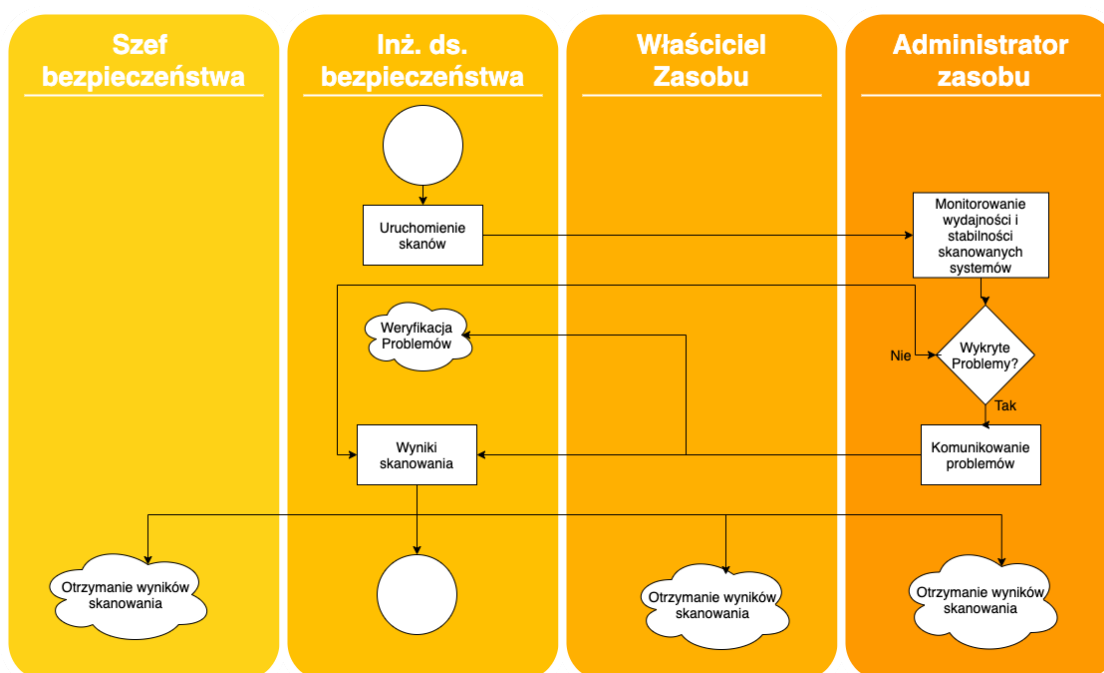 Szef
bezpieczeństwa
Inż. ds.
bezpieczeństwa
Właściciel
Zasobu
Administrator
zasobu
Uruchomienie
skanów
Monitorowanie
wydajności i
stabilności
skanowanych
systemów
Weryfikacja
Problemów
Nie
Wykryte
Problemy?
Tak
Wyniki
skanowania
Komunikowanie
problemów
Otrzymanie wyników
skanowania
Otrzymanie wyników
skanowania
Otrzymanie wyników
skanowania